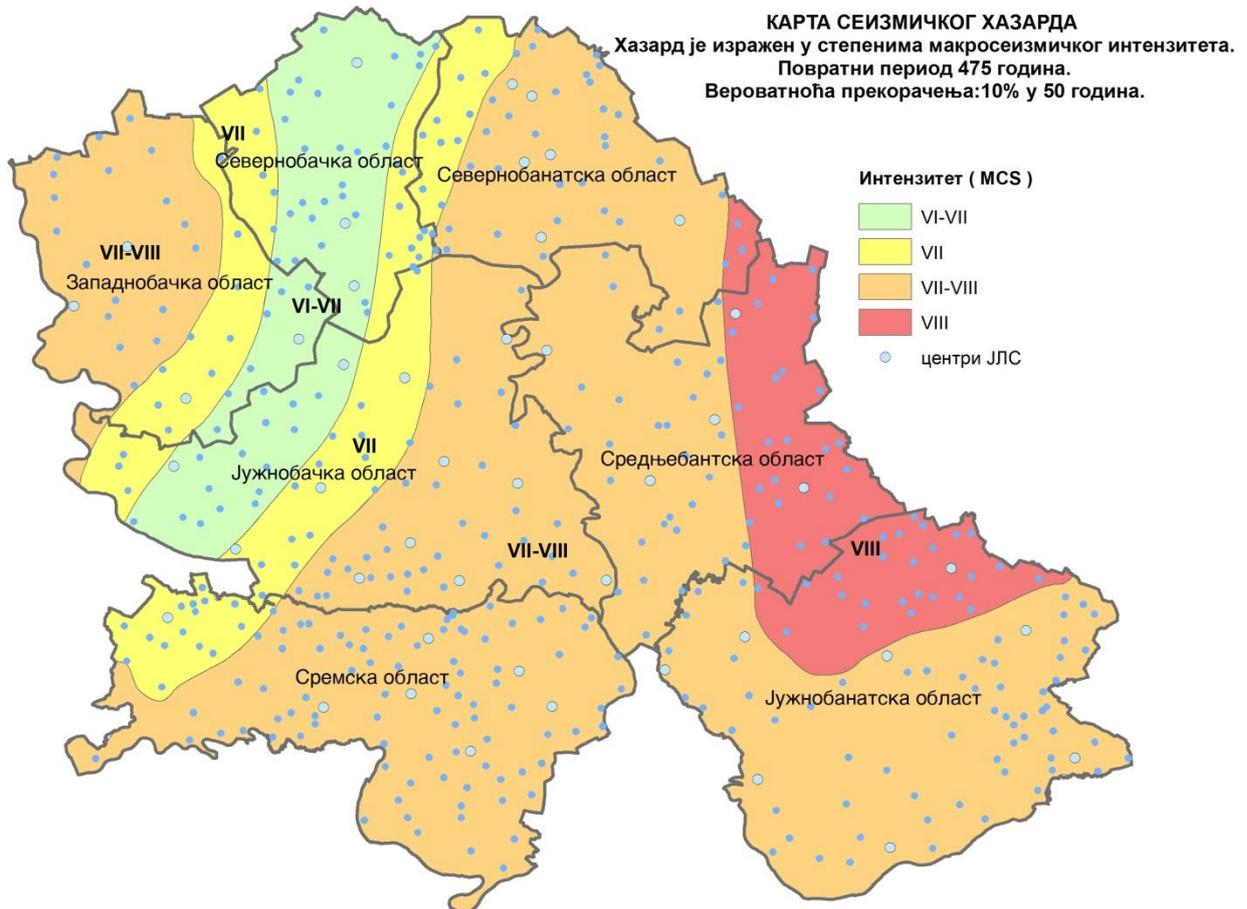 КАРТА СЕИЗМИЧКОГ ХАЗАРДА
Хазард је изражен у степенима макросеизмичког интензитета.
Повратни период 475 година.
Вероватноћа прекорачења:10% у 50 година.
Интензитет ( MCS )
VI-VII
VII
VII-VIII
VIII
центри ЈЛС
VII
Севернобачка област
Севернобанатска област
VII-VIII
Западнобачка област
VI-VII
VII
Јужнобачка област
Средњебантска област
VII-VIII
VIII
Сремска област
Јужнобанатска област